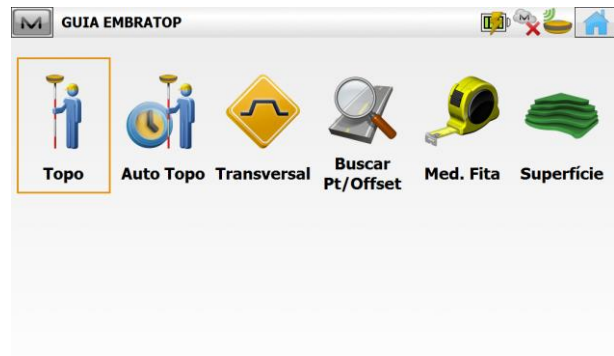 GUIA EMBRATOP
Topo
Auto Topo
Transversal
Buscar
Pt/Offset
Med. Fita
Superfície